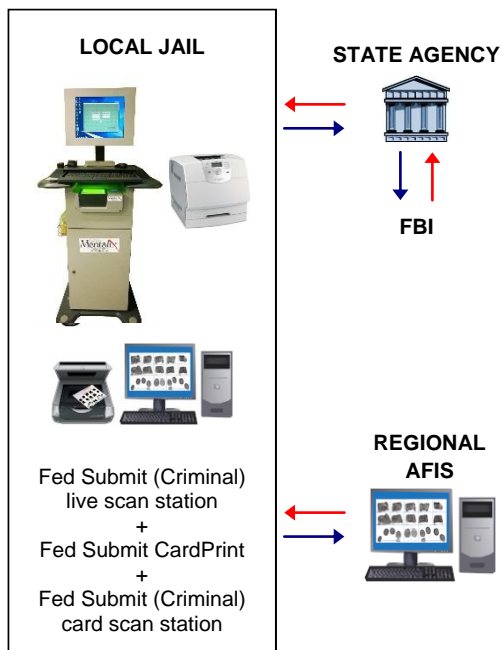 LOCAL JAIL
Mentalix
Fed Submit (Criminal)
live scan station
+
Fed Submit CardPrint
+
Fed Submit (Criminal)
card scan station
STATE AGENCY
FBI
REGIONAL
AFIS